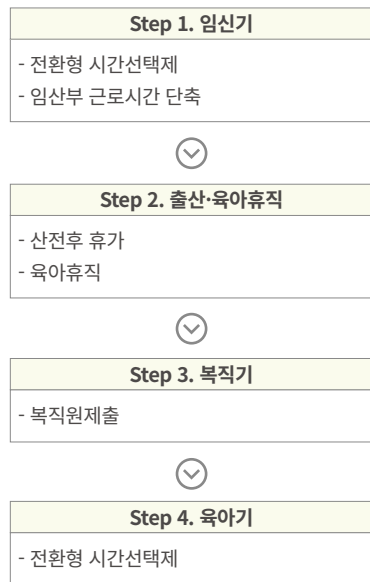 Step 1. 임신기
- 전환형 시간선택제
- 임산부 근로시간 단축
Step 2. 출산·육아휴직
- 산전후 휴가
- 육아휴직
Step 3. 복직기
- 복직원제출
Step 4. 육아기
- 전환형 시간선택제